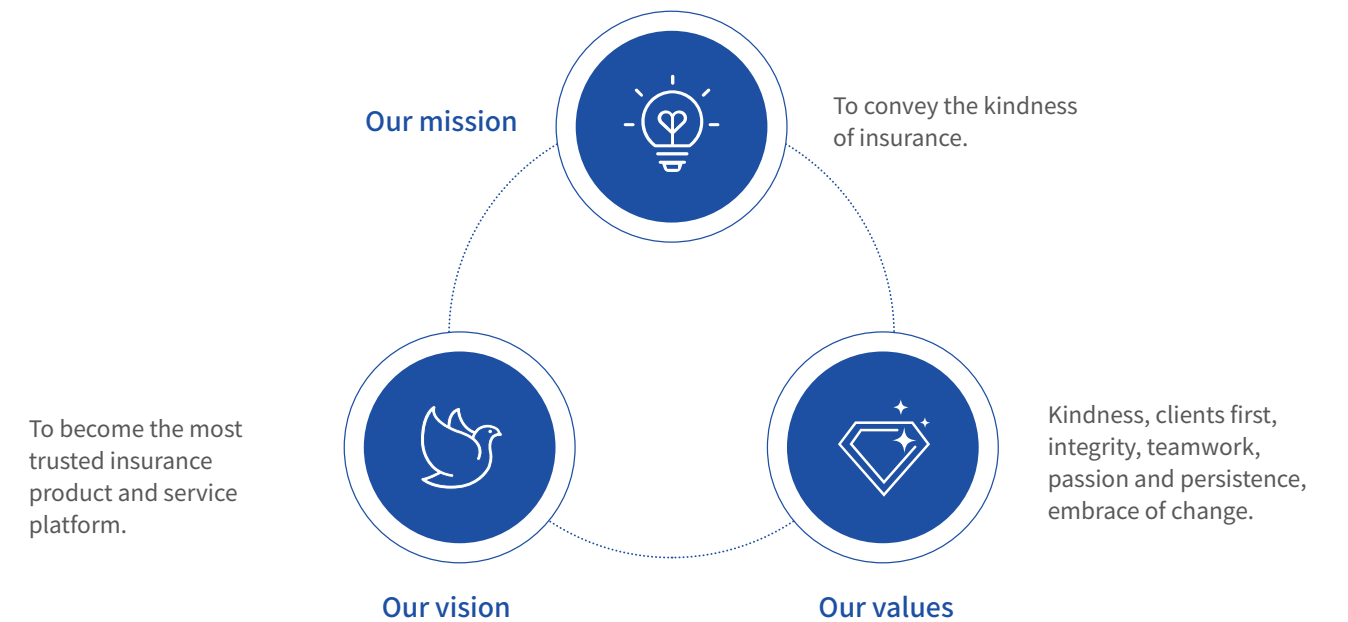 Our mission
To convey the kindness
of insurance.
To become the most
trusted insurance
product and service
platform.
Our vision
Kindness, clients first,
integrity, teamwork,
passion and persistence,
embrace of change.
Our values